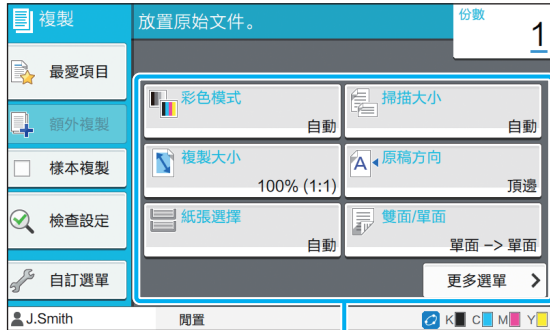 複製
放置原始文件。
份數
1
最愛項目
額外複製
樣本複製
檢查設定
自訂選單
彩色模式
自動
掃描大小
自動
複製大小
100% (1:1)
原稿方向
頂邊
紙張選擇
自動
雙面/單面
單面 –> 單面
更多選單
J.Smith
閒置
K C M Y